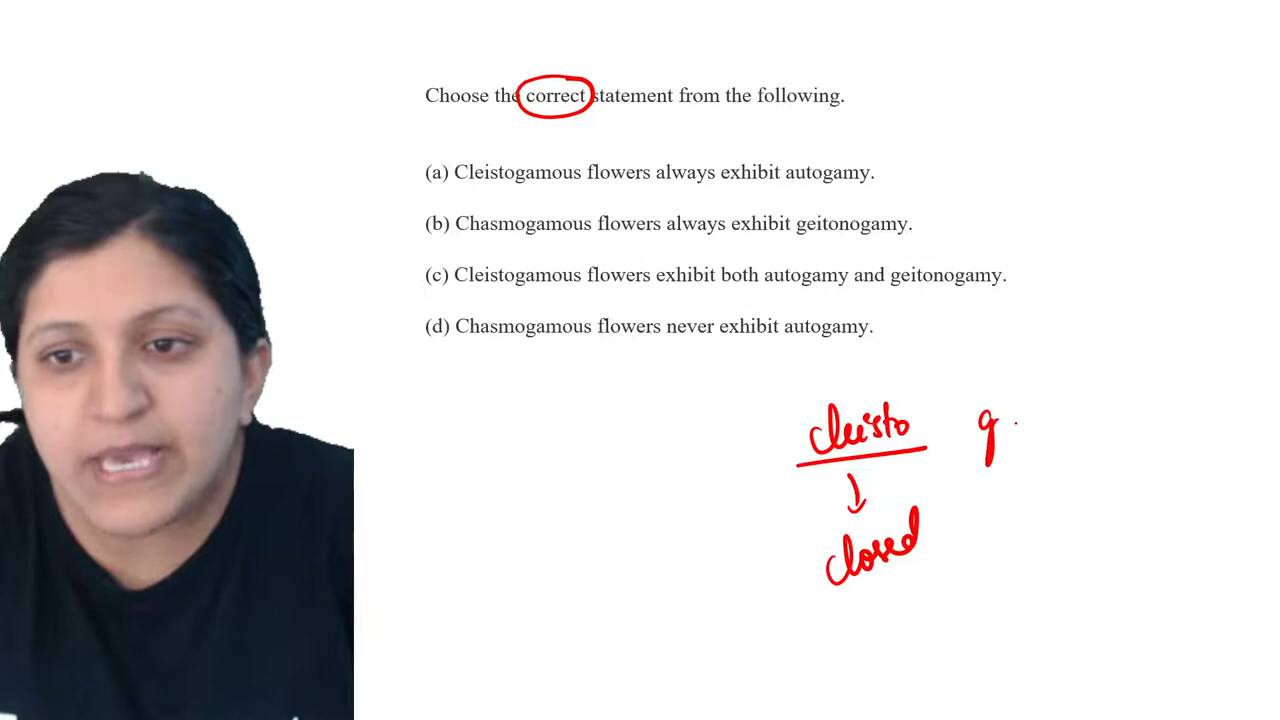 Choose the correct statement from the following.
(a) Cleistogamous flowers always exhibit autogamy.
(b) Chasmogamous flowers always exhibit geitonogamy.
(c) Cleistogamous flowers exhibit both autogamy and geitonogamy.
(d) Chasmogamous flowers never exhibit autogamy.
cleisto g
closed